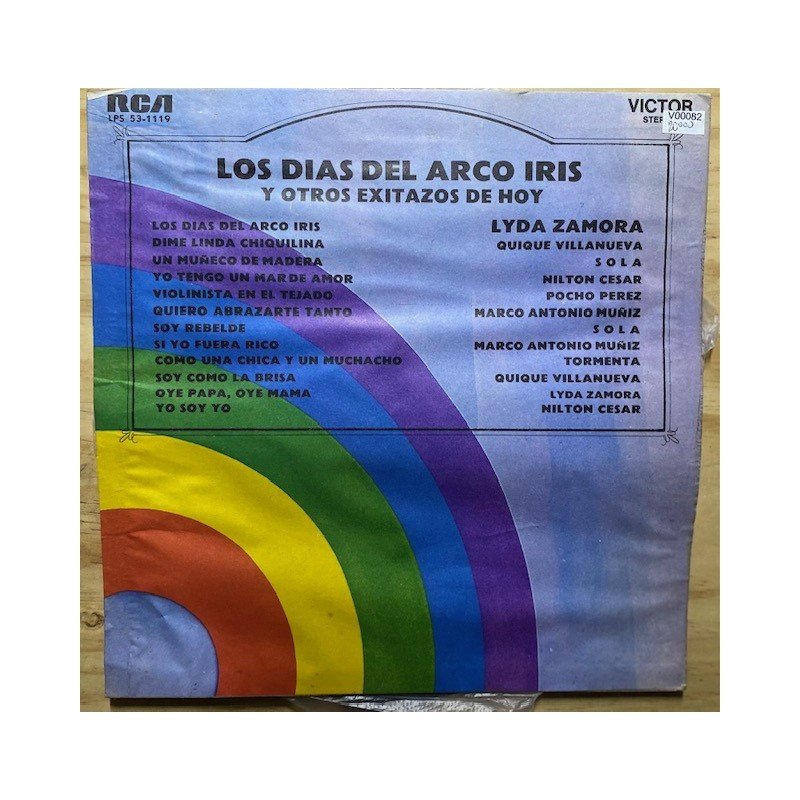 RCA VICTOR
LPS 53-1119 STE
V00082
LOS DIAS DEL ARCO IRIS
Y OTROS EXITAZOS DE HOY
LOS DIAS DEL ARCO IRIS LYDA ZAMORA
DIME LINDA CHIQUILINA QUIQUE VILLANUEVA
UN MUÑECO DE MADERA SOLA
YO TENGO UN MAR DE AMOR NILTON CESAR
VIOLINISTA EN EL TEJADO POCHO PEREZ
QUIERO ABRAZARTE TANTO MARCO ANTONIO MUÑIZ
SOY REBELDE SOLA
SI YO FUERA RICO MARCO ANTONIO MUÑIZ
COMO UNA CHICA Y UN MUCHACHO TORMENTA
SOY COMO LA BRISA QUIQUE VILLANUEVA
OYE PAPA, OYE MAMA LYDA ZAMORA
YO SOY YO NILTON CESAR